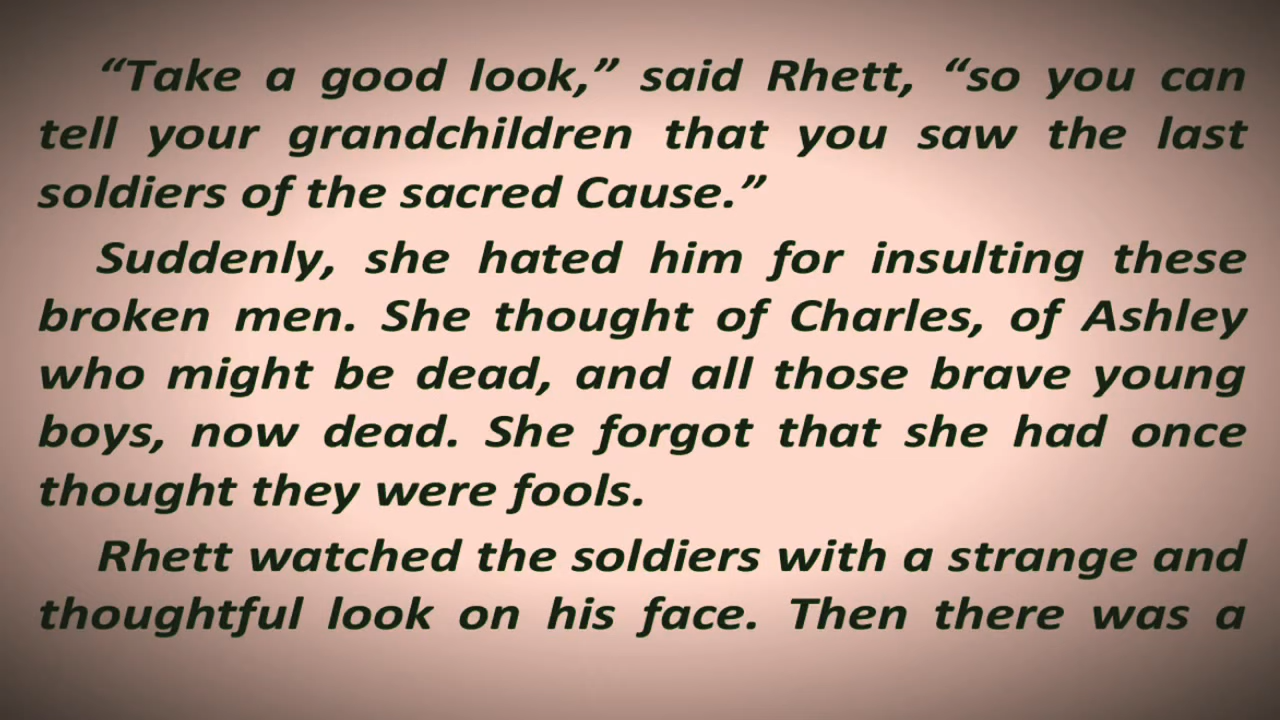 “Take a good look,” said Rhett, “so you can
tell your grandchildren that you saw the last
soldiers of the sacred Cause.”
Suddenly, she hated him for insulting these
broken men. She thought of Charles, of Ashley
who might be dead, and all those brave young
boys, now dead. She forgot that she had once
thought they were fools.
Rhett watched the soldiers with a strange and
thoughtful look on his face. Then there was a